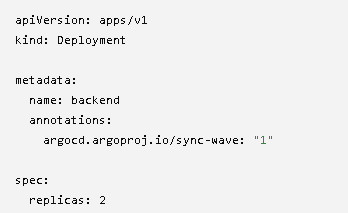 apiVersion: apps/v1
kind: Deployment

metadata:
  name: backend
  annotations:
    argocd.argoproj.io/sync-wave: "1"

spec:
  replicas: 2